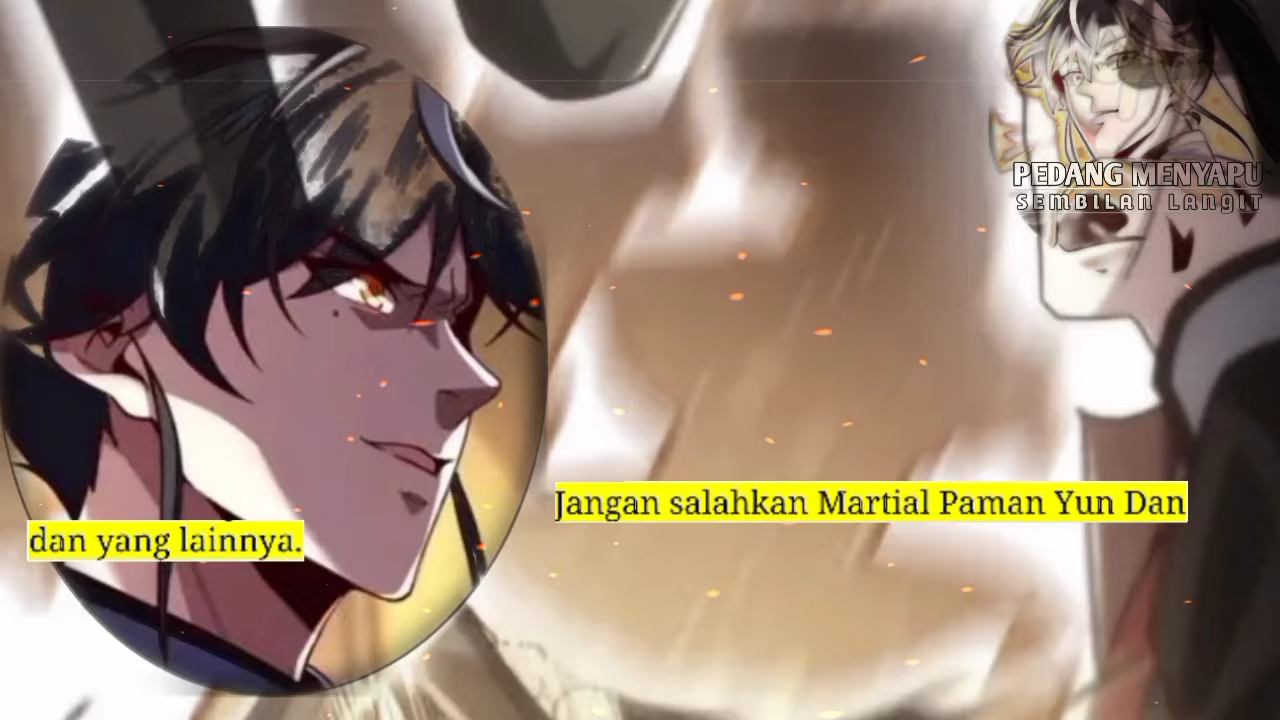 PEDANG MENYAPU
SEMBILAN LANGIT
Jangan salahkan Martial Paman Yun Dan
dan yang lainnya.